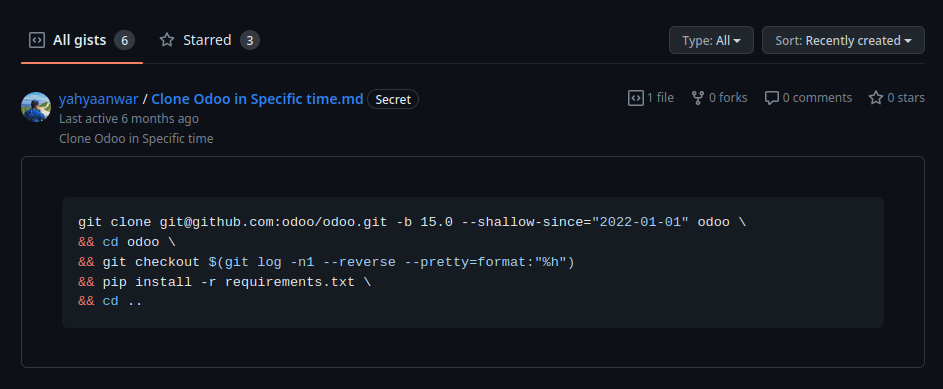 All gists 6 Starred 3 Type: All Sort: Recently created
yahyaanwar / Clone Odoo in Specific time.md Secret 1 file 0 forks 0 comments 0 stars
Last active 6 months ago
Clone Odoo in Specific time
git clone git@github.com:odoo/odoo.git -b 15.0 --shallow-since="2022-01-01" odoo \
&& cd odoo \
&& git checkout $(git log -n1 --reverse --pretty=format:"%h")
&& pip install -r requirements.txt \
&& cd ..